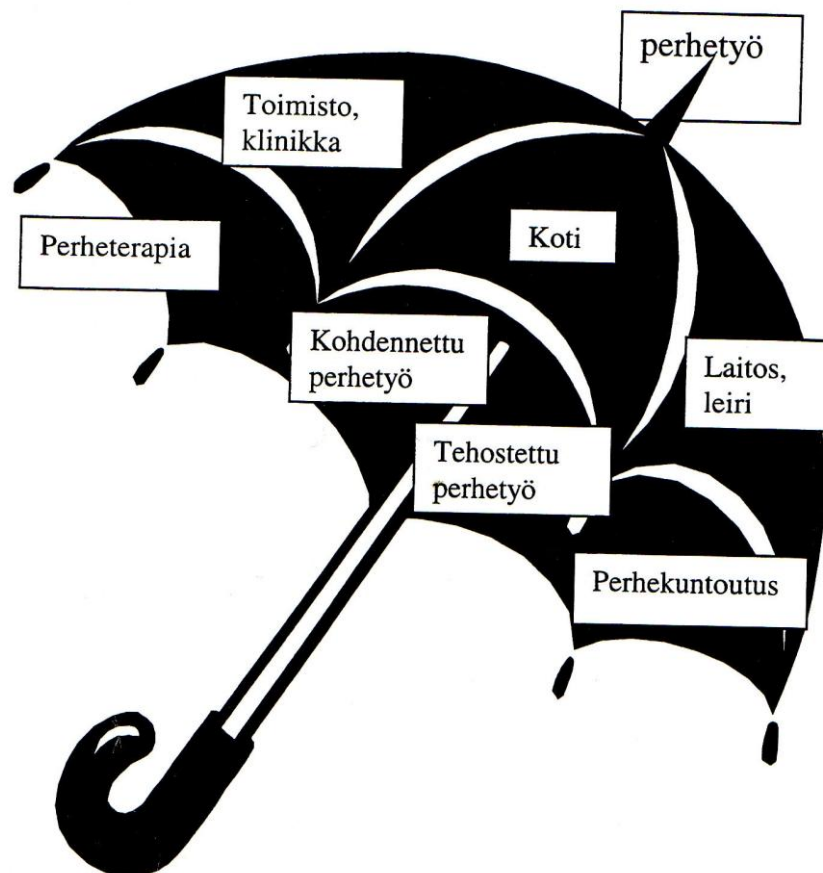 perhetyö
Toimisto,
klinikka
Perheterapia
Koti
Kohdennettu
perhetyö
Laitos,
leiri
Tehostettu
perhetyö
Perhekuntoutus